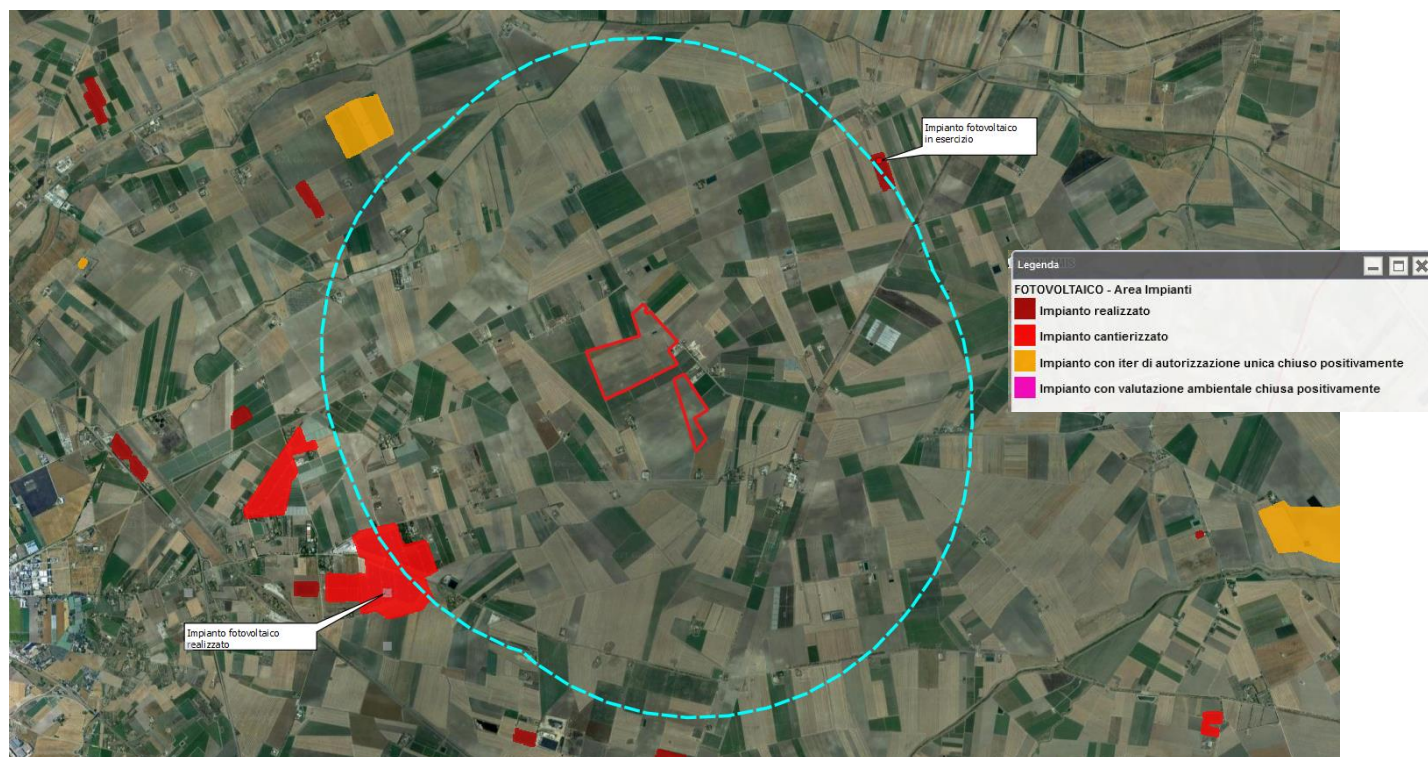 Impianto fotovoltaico
in esercizio
Legenda
FOTOVOLTAICO - Area Impianti
Impianto realizzato
Impianto cantierizzato
Impianto con iter di autorizzazione unica chiuso positivamente
Impianto con valutazione ambientale chiusa positivamente
Impianto fotovoltaico
realizzato